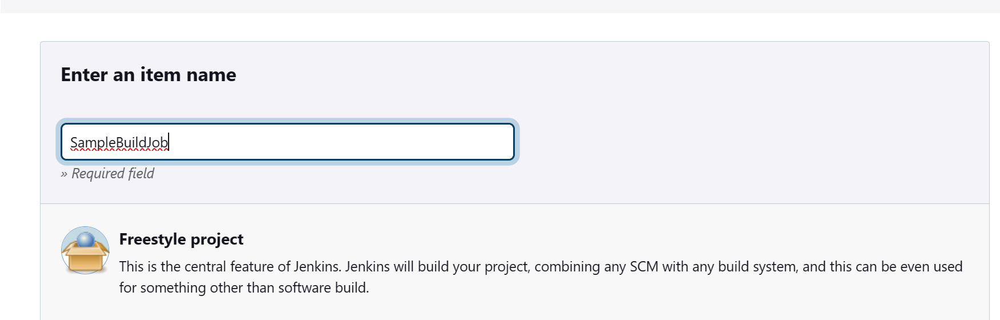 Enter an item name
SampleBuildJob
» Required field
Freestyle project
This is the central feature of Jenkins. Jenkins will build your project, combining any SCM with any build system, and this can be even used
for something other than software build.